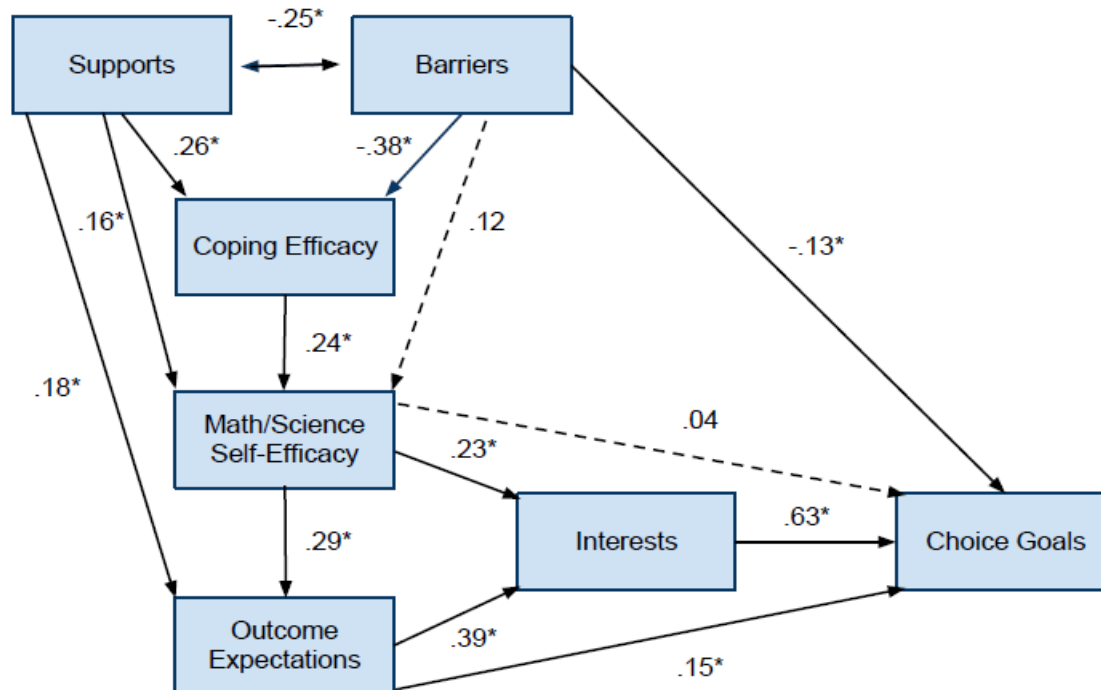 -.25*
Supports
Barriers
.26*
-.38*
.16*
.12
Coping Efficacy
-.13*
.24*
.18*
Math/Science
Self-Efficacy
.04
.23*
.29*
Interests
.63*
Choice Goals
Outcome
Expectations
.39*
.15*